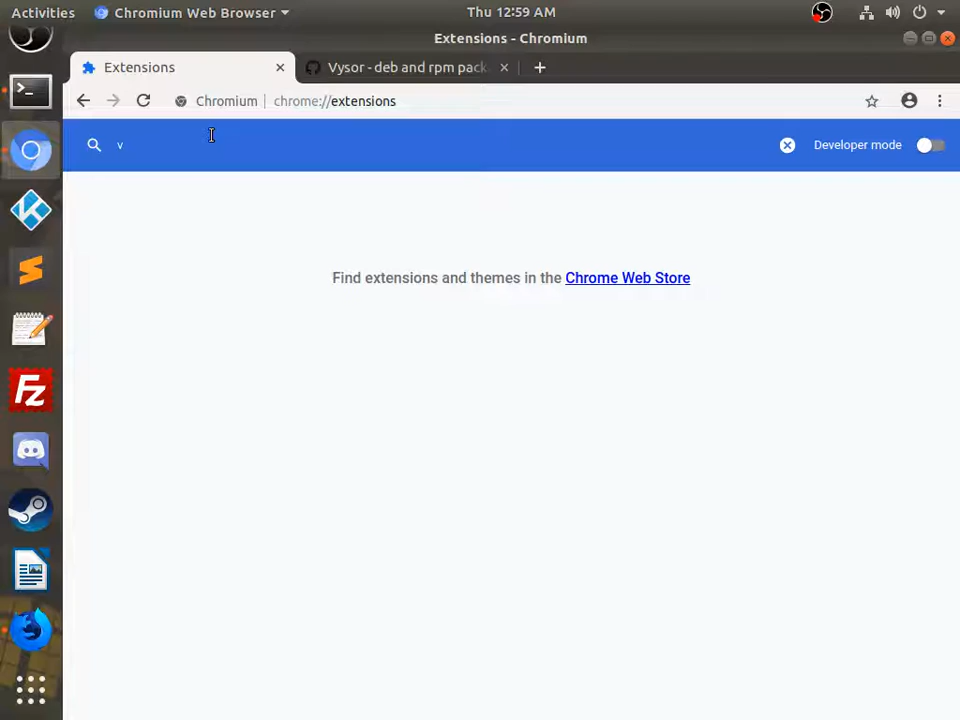 Activities
Chromium Web Browser
Thu 12:59 AM
Extensions - Chromium
Extensions
Vysor - deb and rpm pack
Chromium
chrome://extensions
v
Developer mode
Find extensions and themes in the Chrome Web Store
Fz